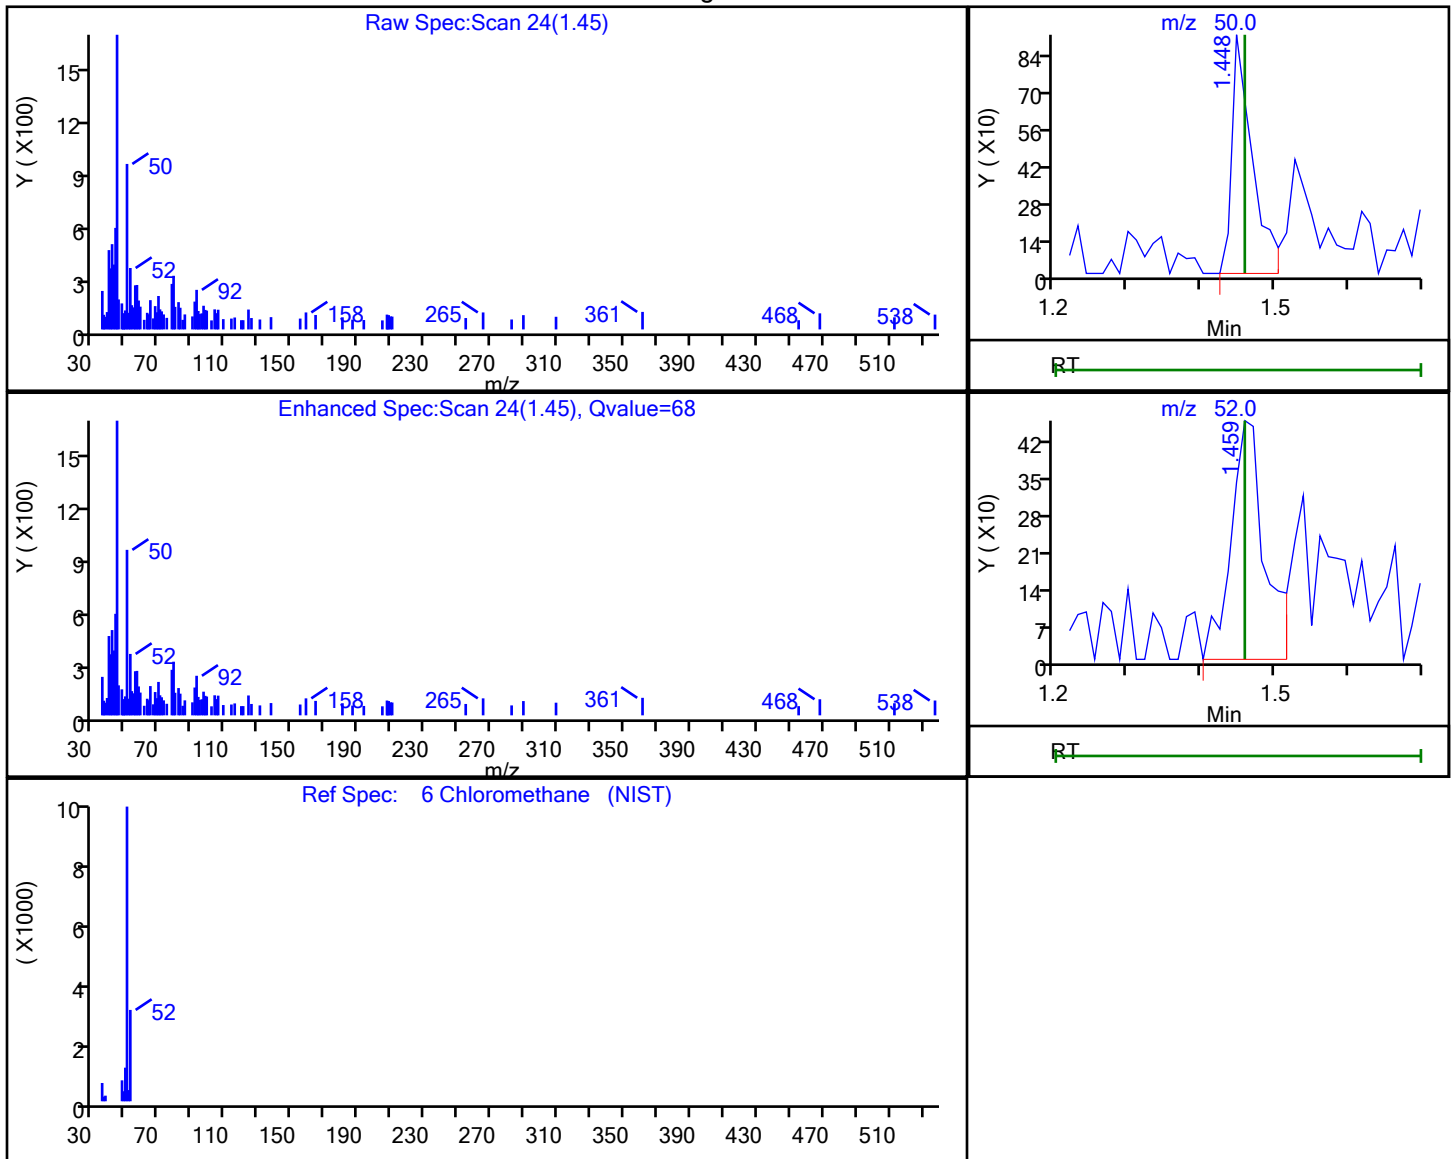 Raw Spec:Scan 24(1.45)
Y ( X100)
15
12
9
6
3
0
50
52
92
158
265
361
468
538
30 70 110 150 190 230 270 310 350 390 430 470 510
m/z
m/z 50.0
Y ( X10)
84
70
56
42
28
14
0
1.448
1.2 1.5
Min
RT
Enhanced Spec:Scan 24(1.45), Qvalue=68
Y ( X100)
15
12
9
6
3
0
50
52
92
158
265
361
468
538
30 70 110 150 190 230 270 310 350 390 430 470 510
m/z
m/z 52.0
Y ( X10)
42
35
28
21
14
7
0
1.459
1.2 1.5
Min
RT
Ref Spec: 6 Chloromethane (NIST)
( X1000)
10
8
6
4
2
0
52
30 70 110 150 190 230 270 310 350 390 430 470 510